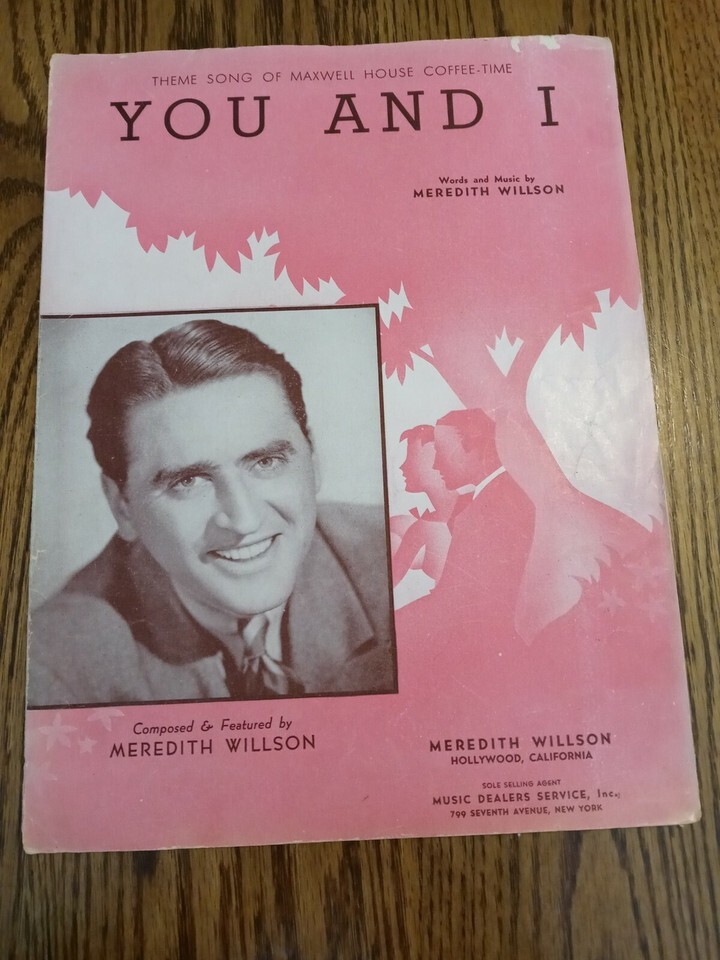 THEME SONG OF MAXWELL HOUSE COFFEE-TIME
YOU AND I
Words and Music by
MEREDITH WILLSON
Composed & Featured by
MEREDITH WILLSON
MEREDITH WILLSON
HOLLYWOOD, CALIFORNIA
SOLE SELLING AGENT
MUSIC DEALERS SERVICE, Inc.
799 SEVENTH AVENUE, NEW YORK